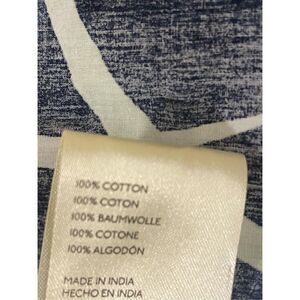 100% COTTON
100% COTON
100% BAUMWOLLE
100% COTONE
100% ALGODÓN
MADE IN INDIA
HECHO EN INDIA